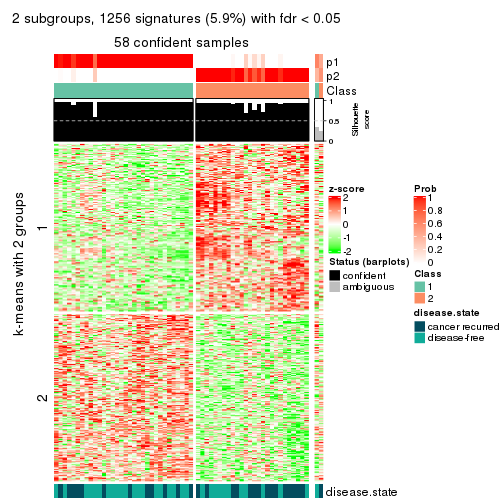 2 subgroups, 1256 signatures (5.9%) with fdr < 0.05
58 confident samples
p1
p2
Class
1
0.5
0
Silhouette
score
k-means with 2 groups
1
2
z-score
2
1
0
-1
-2
Prob
1
0.8
0.6
0.4
0.2
0
Status (barplots)
confident
ambiguous
Class
1
2
disease.state
cancer recurred
disease-free
disease.state